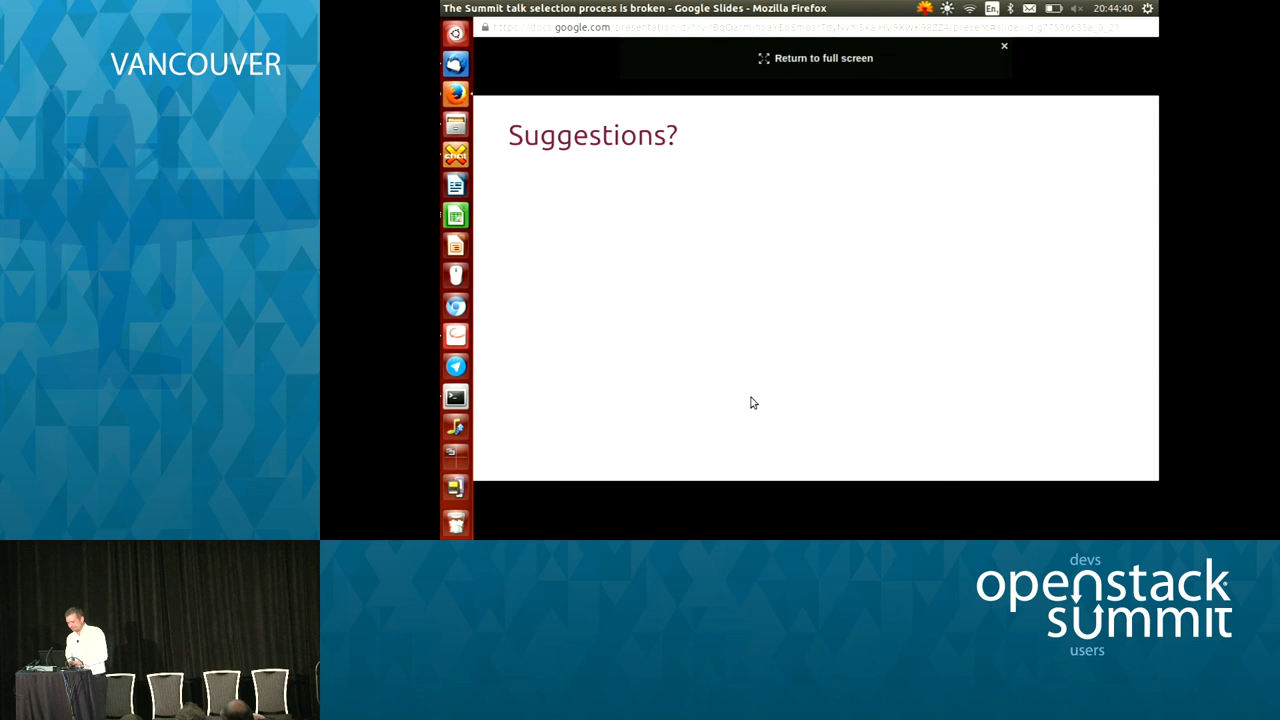 VANCOUVER
The Summit talk selection process is broken - Google Slides - Mozilla Firefox
En1
20:44:40
google.com
Return to full screen
Suggestions?
devs
openstack
summit
users